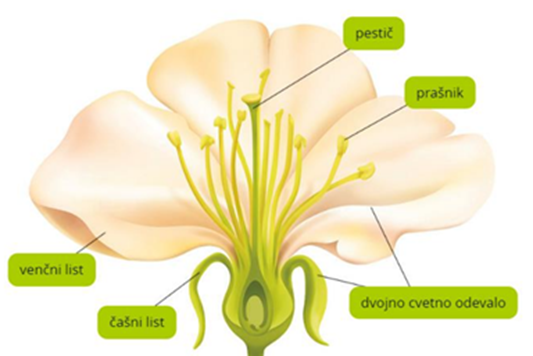 pestič
prašnik
venčni list
čašni list
dvojno cvetno odevalo